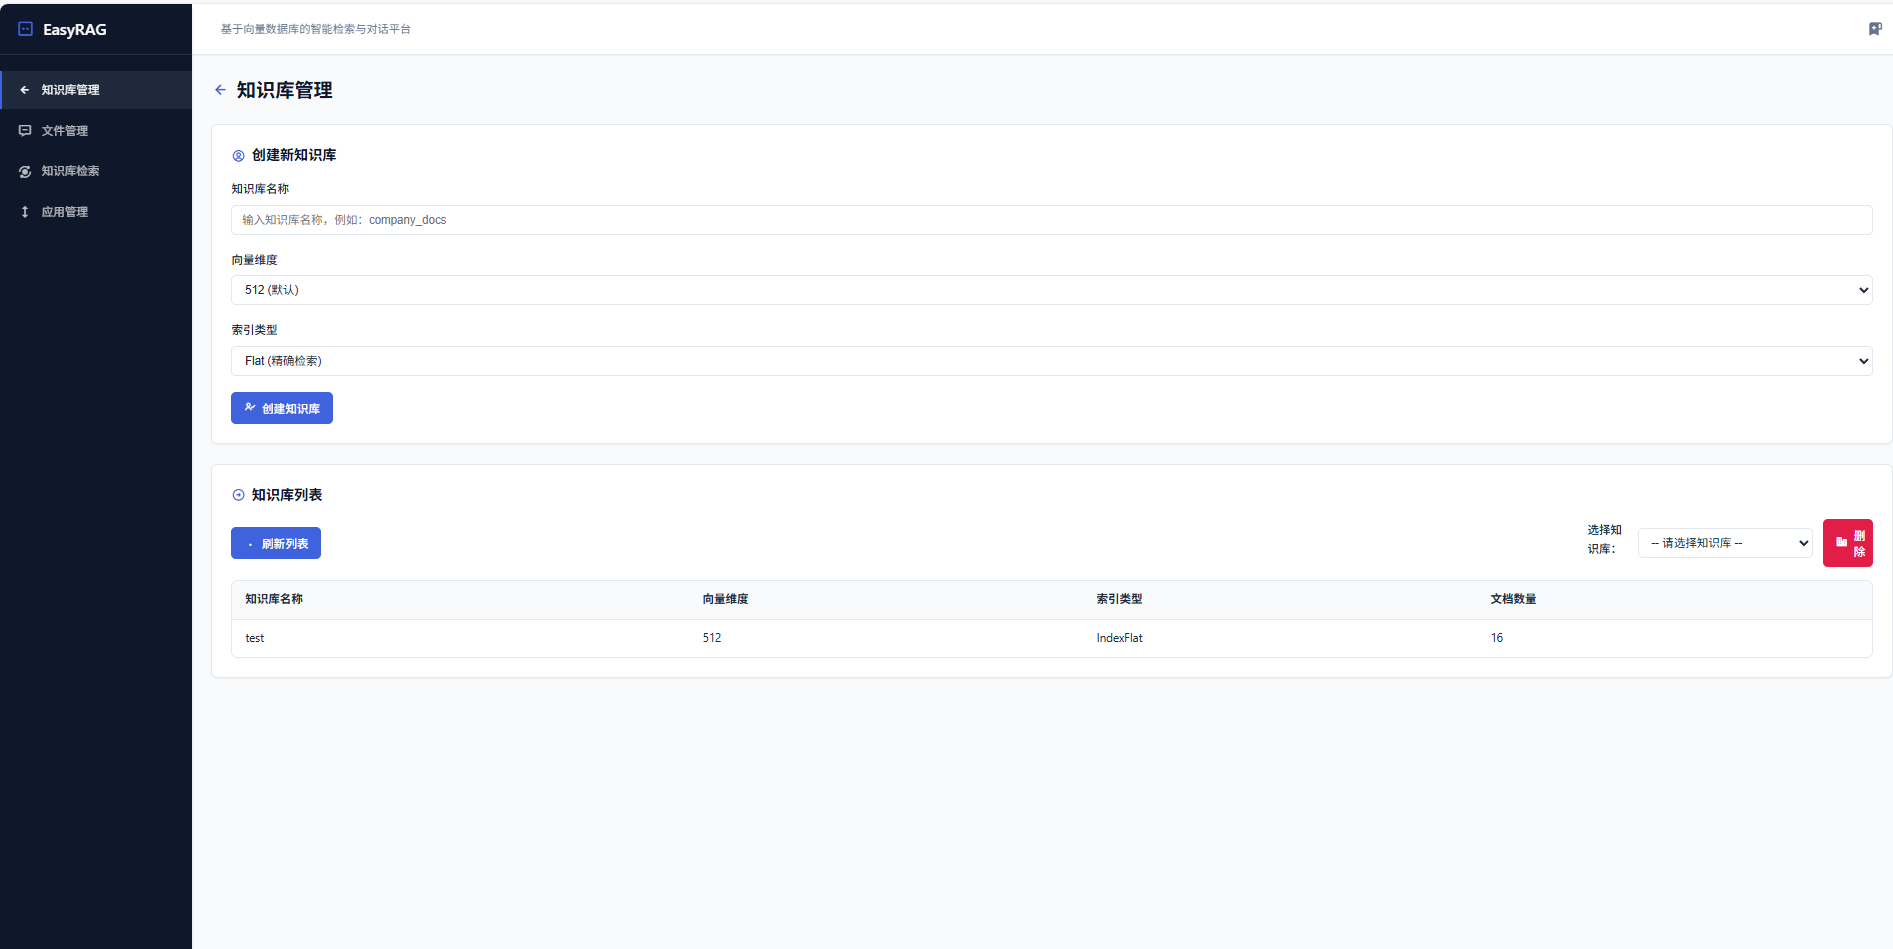 EasyRAG
基于向量数据库的智能检索与对话平台
知识库管理
文件管理
知识库检索
应用管理
知识库管理
创建新知识库
知识库名称
输入知识库名称，例如：company_docs
向量维度
512 (默认)
索引类型
Flat (精确检索)
创建知识库
知识库列表
刷新列表
选择知
识库：
-- 请选择知识库 --
删
除
知识库名称 向量维度 索引类型 文档数量
test 512 IndexFlat 16